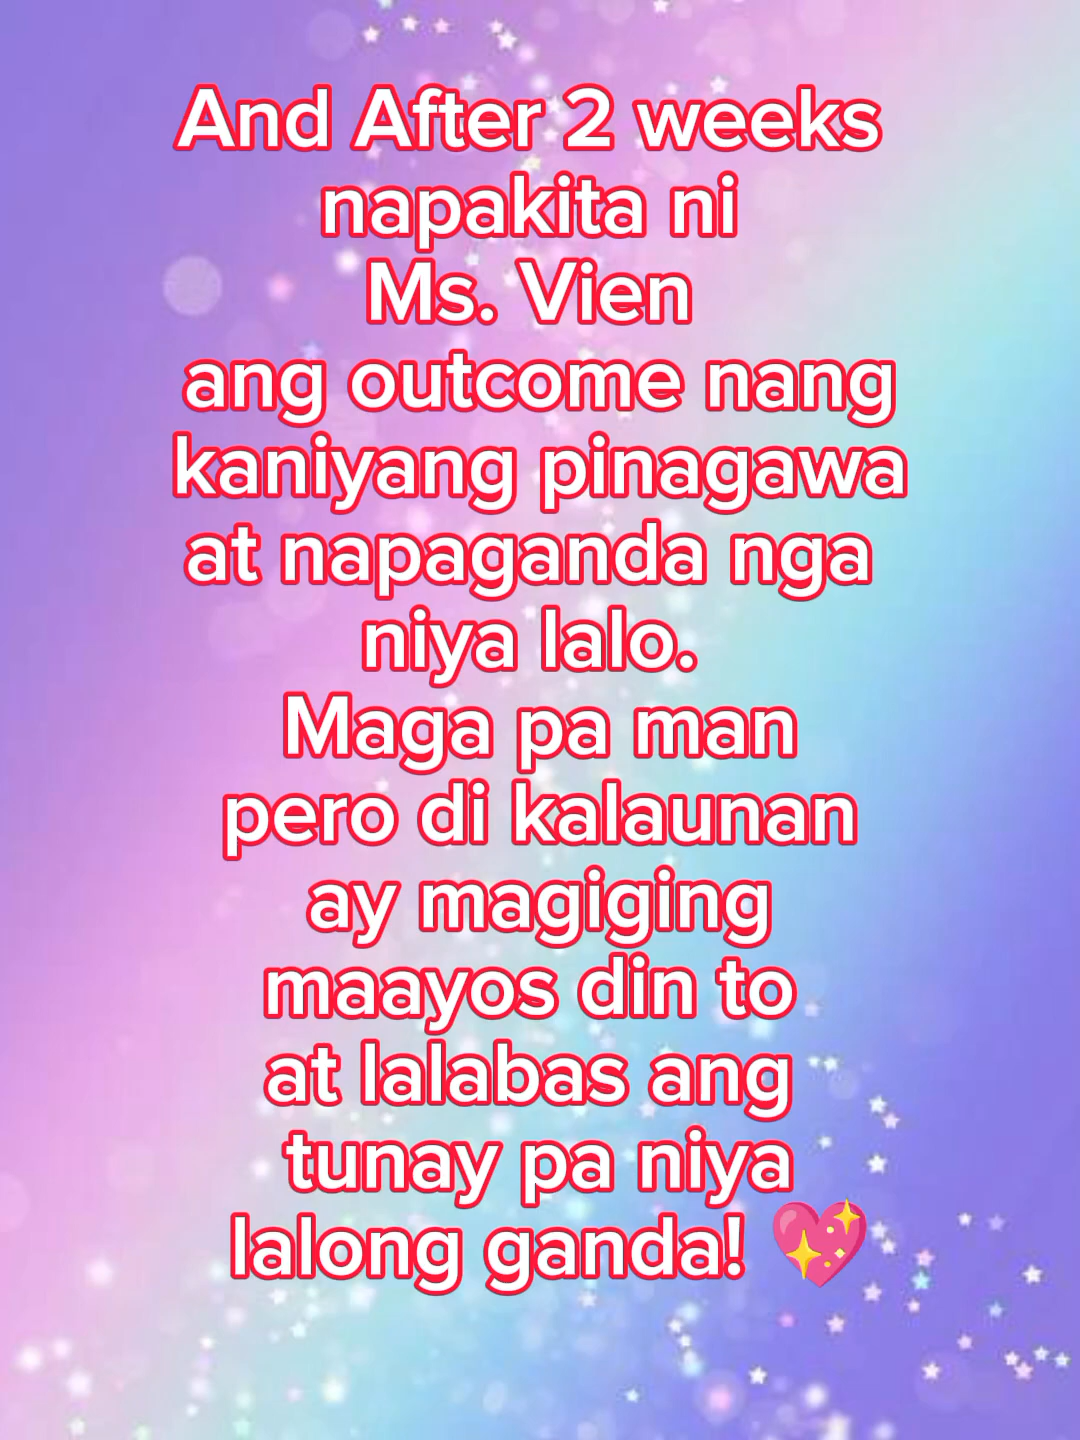 And After 2 weeks
napakita ni
Ms. Vien
ang outcome nang
kaniyang pinagawa
at napaganda nga
niya lalo.
Maga pa man
pero di kalaunan
ay magiging
maayos din to
at lalabas ang
tunay pa niya
lalong ganda! 💖